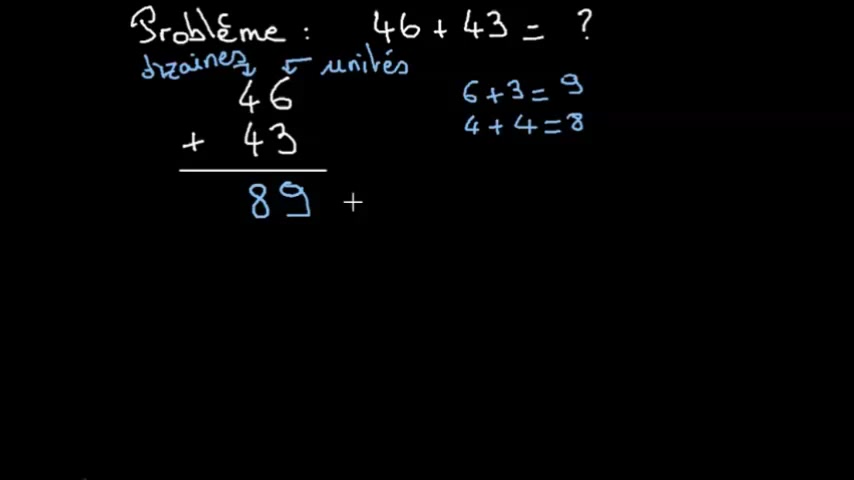 Problème : 46 + 43 = ?
dizaines unités
46
+ 43
89
6 + 3 = 9
4 + 4 = 8